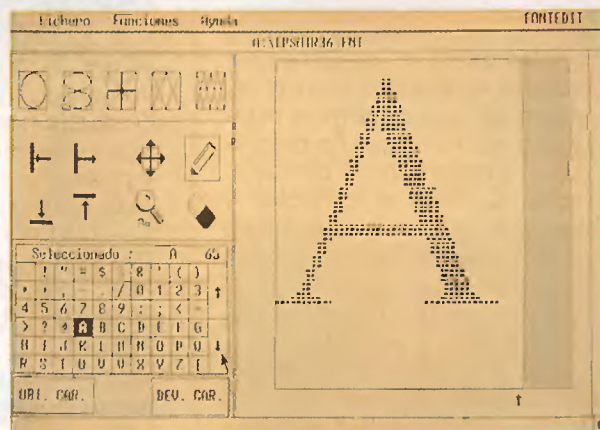 Fichero Funciones Ayuda FONTEDIT
Seleccionado : A 65
! " = $ & ' ( )
/ 0 1 2 3
4 5 6 7 8 9 : ; < =
> ? A B C D E F G
H I J K L M N O P Q
R S T U V W X Y Z [
OBT. CAR. DEV. CAR.